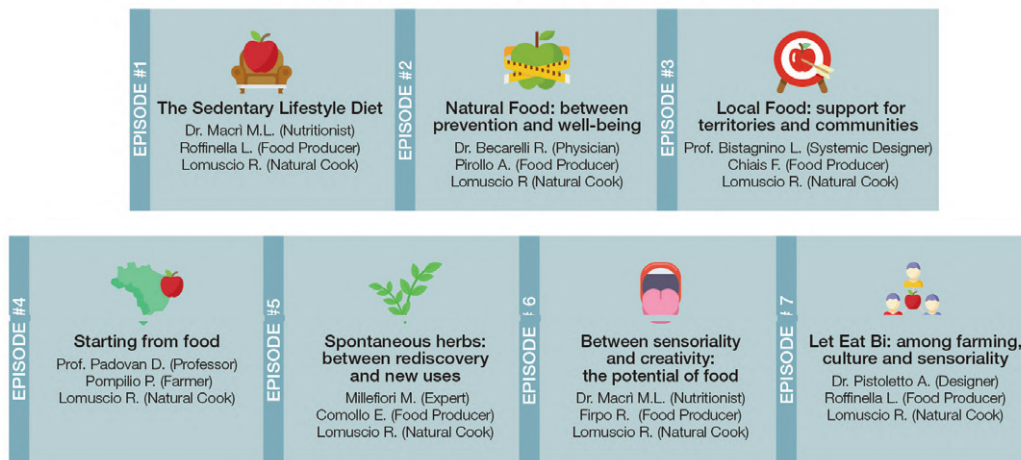 EPISODE #1
The Sedentary Lifestyle Diet
Dr. Macrì M.L. (Nutritionist)
Roffinella L. (Food Producer)
Lomuscio R. (Natural Cook)
EPISODE #2
Natural Food: between
prevention and well-being
Dr. Becarelli R. (Physician)
Pirollo A. (Food Producer)
Lomuscio R (Natural Cook)
EPISODE #3
Local Food: support for
territories and communities
Prof. Bistagnino L. (Systemic Designer)
Chiais F. (Food Producer)
Lomuscio R. (Natural Cook)
EPISODE #4
Starting from food
Prof. Padovan D. (Professor)
Pompilio P. (Farmer)
Lomuscio R. (Natural Cook)
EPISODE #5
Spontaneous herbs:
between rediscovery
and new uses
Millefiori M. (Expert)
Comollo E. (Food Producer)
Lomuscio R. (Natural Cook)
EPISODE #6
Between sensoriality
and creativity:
the potential of food
Dr. Macrì M.L. (Nutritionist)
Firpo R. (Food Producer)
Lomuscio R. (Natural Cook)
EPISODE #7
Let Eat Bi: among farming,
culture and sensoriality
Dr. Pistoletto A. (Designer)
Roffinella L. (Food Producer)
Lomuscio R. (Natural Cook)